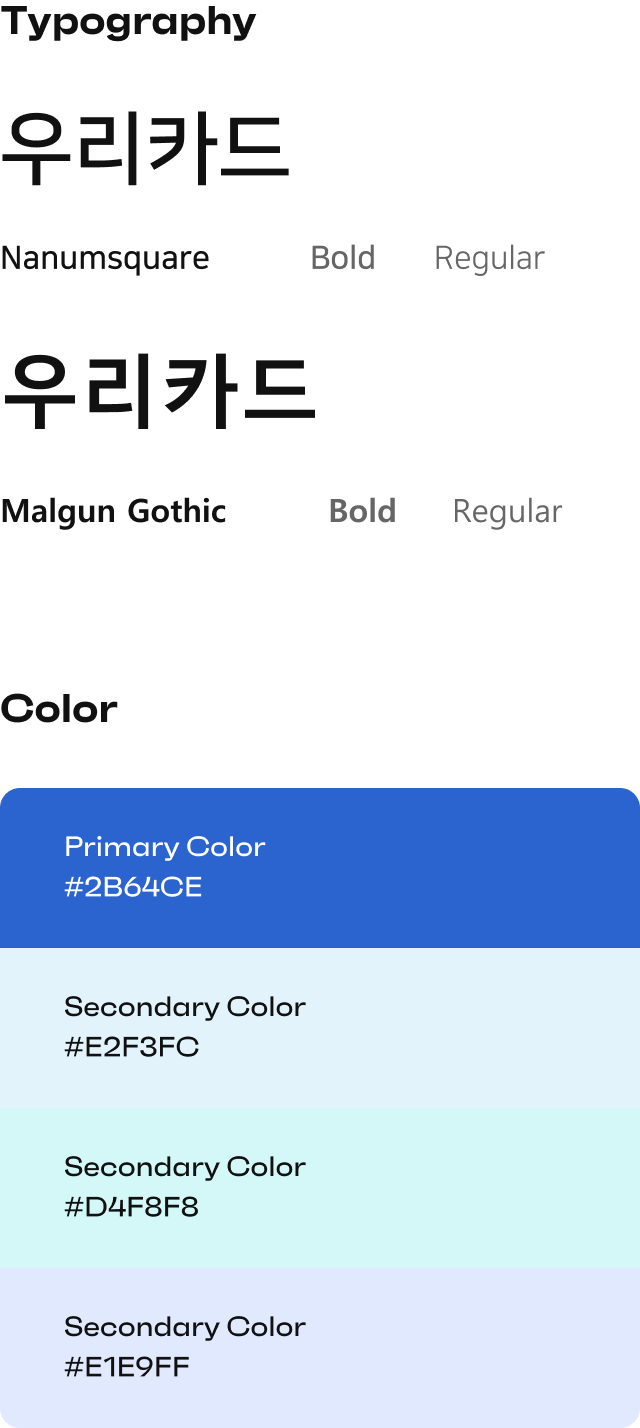 Typography
우리카드
Nanumsquare Bold Regular
우리카드
Malgun Gothic Bold Regular
Color
Primary Color
#2B64CE
Secondary Color
#E2F3FC
Secondary Color
#D4F8F8
Secondary Color
#E1E9FF